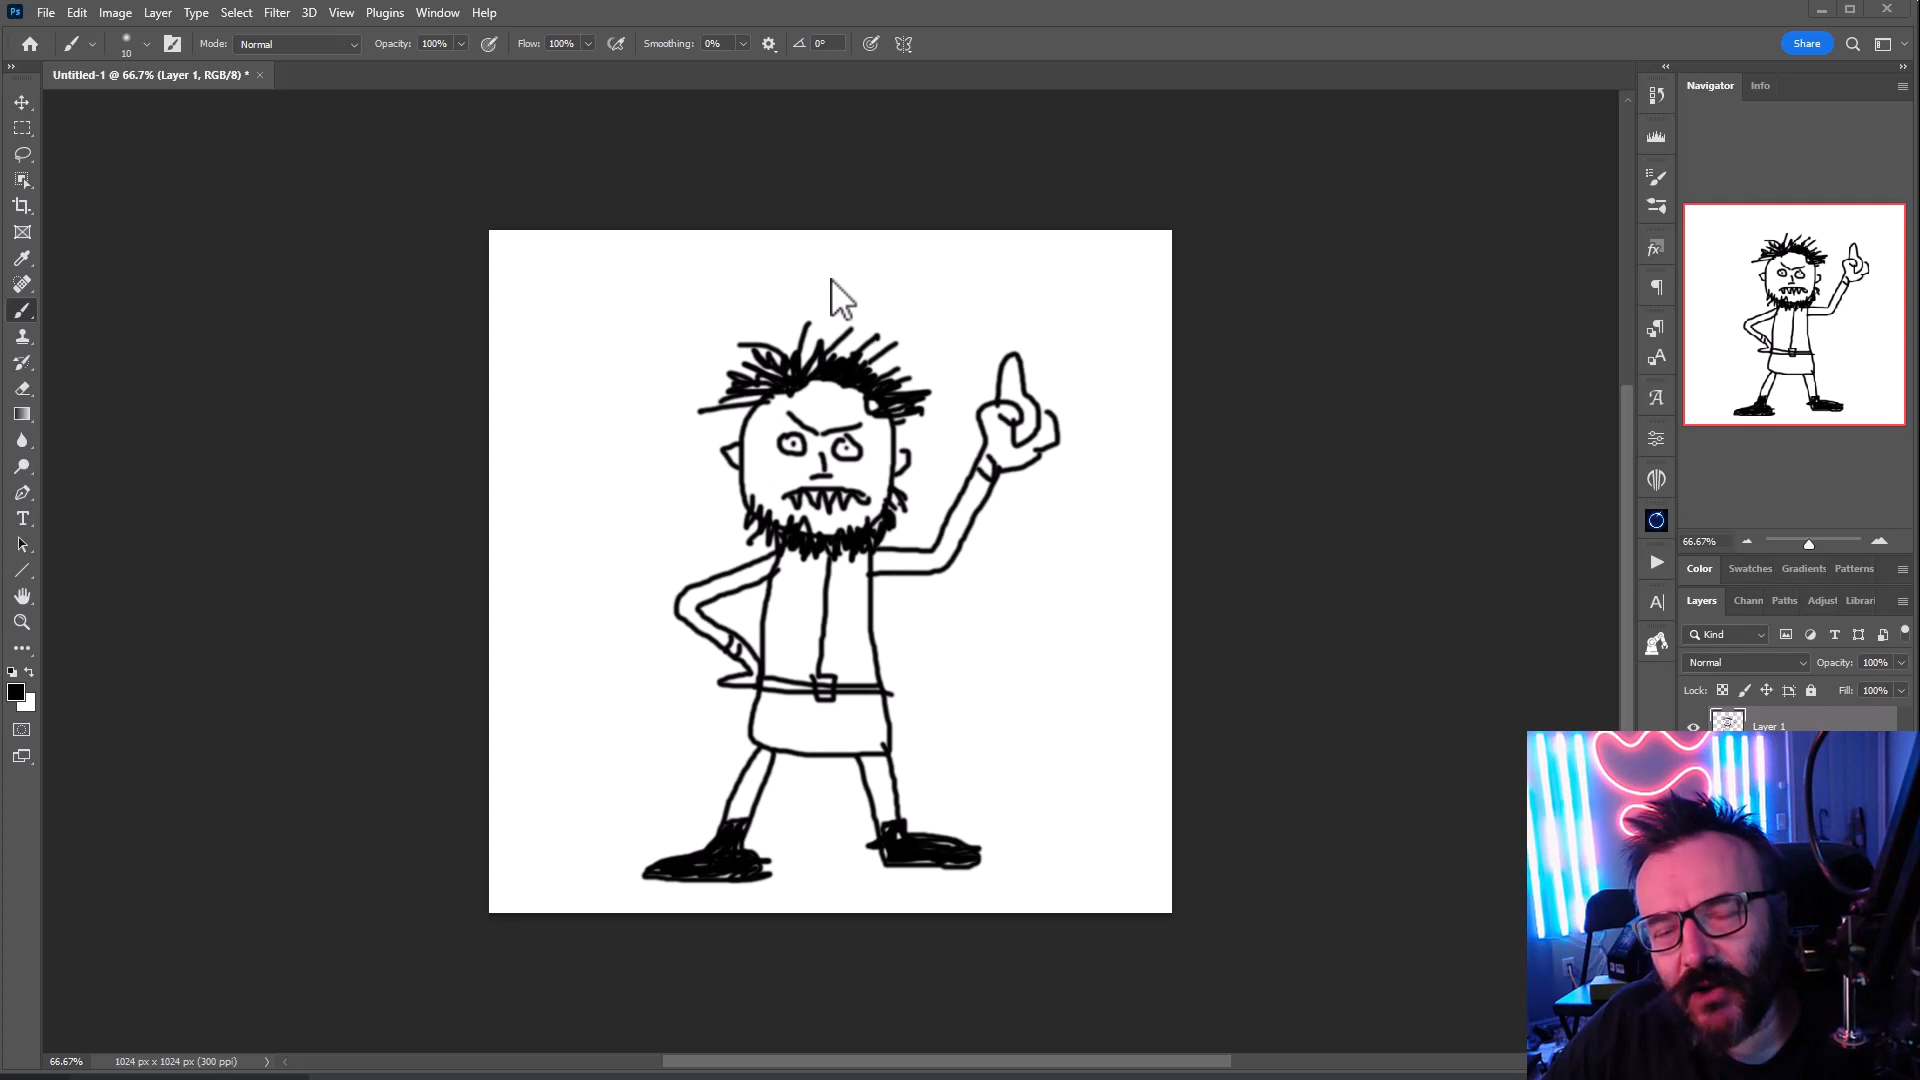 Ps File Edit Image Layer Type Select Filter 3D View Plugins Window Help
10 Mode: Normal Opacity: 100% Flow: 100% Smoothing: 0% 0° Share
Untitled-1 @ 66.7% (Layer 1, RGB/8) *
Navigator Info
66.67%
Color Swatches Gradients Patterns
Layers Chann Paths Adjust Librari
Kind
Normal Opacity: 100%
Lock: Fill: 100%
Layer 1
66.67% 1024 px x 1024 px (300 ppi)